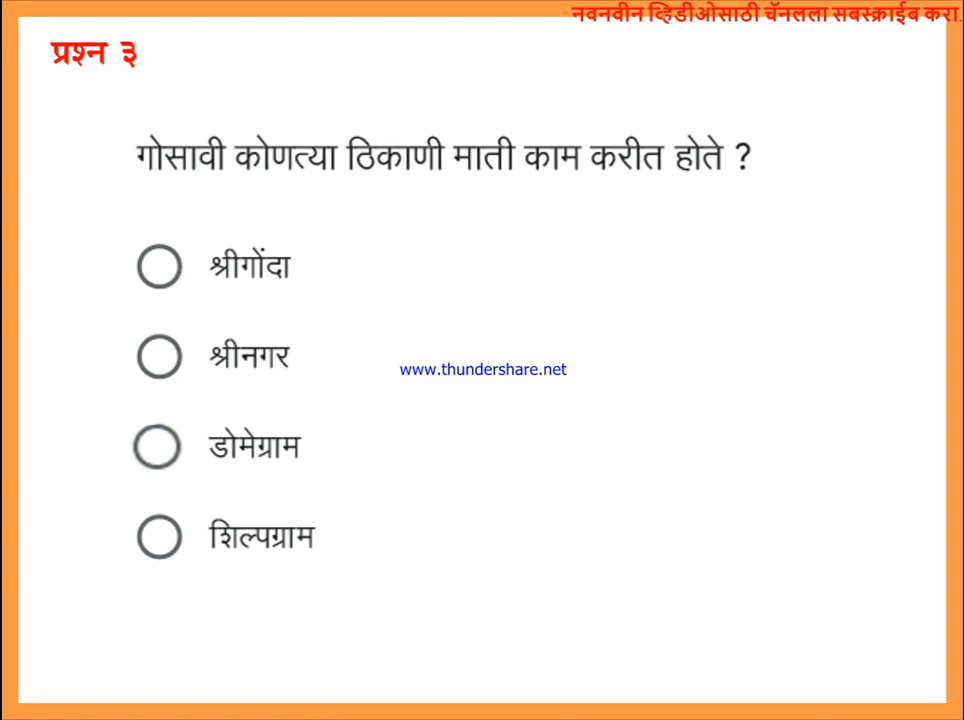 नवनवीन व्हिडीओसाठी चॅनलला सबस्क्राईब करा.
प्रश्न ३
गोसावी कोणत्या ठिकाणी माती काम करीत होते ?
श्रीगोंदा
श्रीनगर
www.thundershare.net
डोमेग्राम
शिल्पग्राम